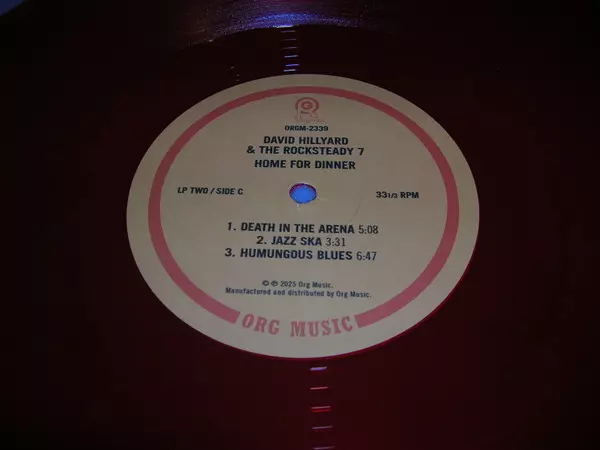 ORGM-2339
DAVID HILLYARD
& THE ROCKSTEADY 7
HOME FOR DINNER
LP TWO / SIDE C
33 1/3 RPM
1. DEATH IN THE ARENA 5:08
2. JAZZ SKA 3:31
3. HUMUNGOUS BLUES 6:47
© ℗ 2025 Org Music.
Manufactured and distributed by Org Music.
ORG MUSIC